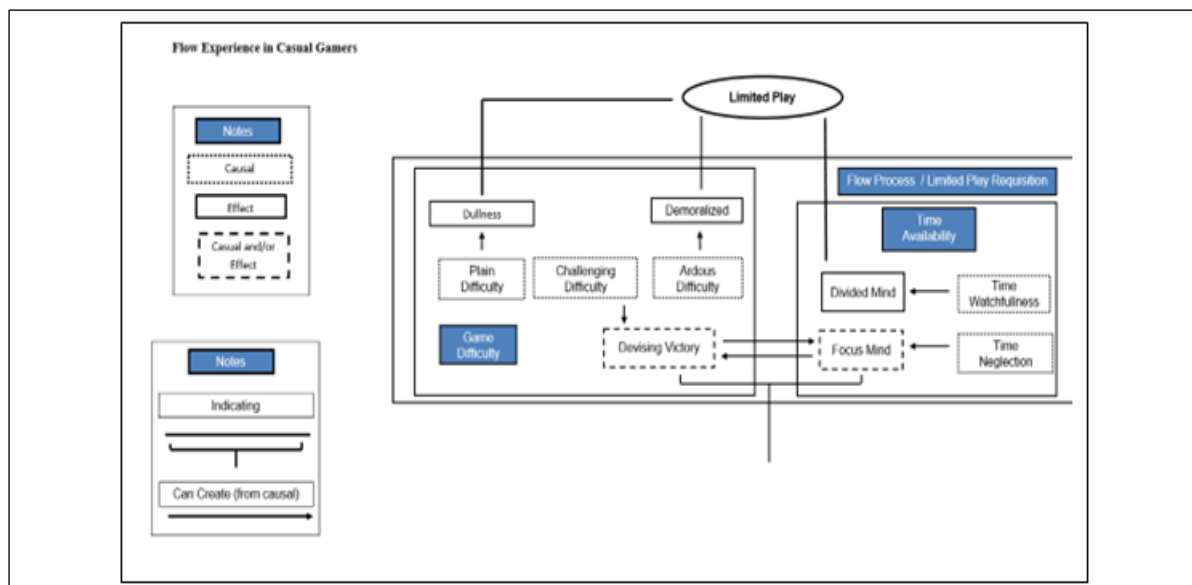 Flow Experience in Casual Gamers
Limited Play
Notes
Causal
Effect
Casual and/or
Effect
Flow Process / Limited Play Requisition
Time
Availability
Dullness
Demoralized
Plain
Difficulty
Challenging
Difficulty
Ardous
Difficulty
Divided Mind
Time
Watchfullness
Game
Difficulty
Devising Victory
Focus Mind
Time
Neglection
Notes
Indicating
Can Create (from causal)